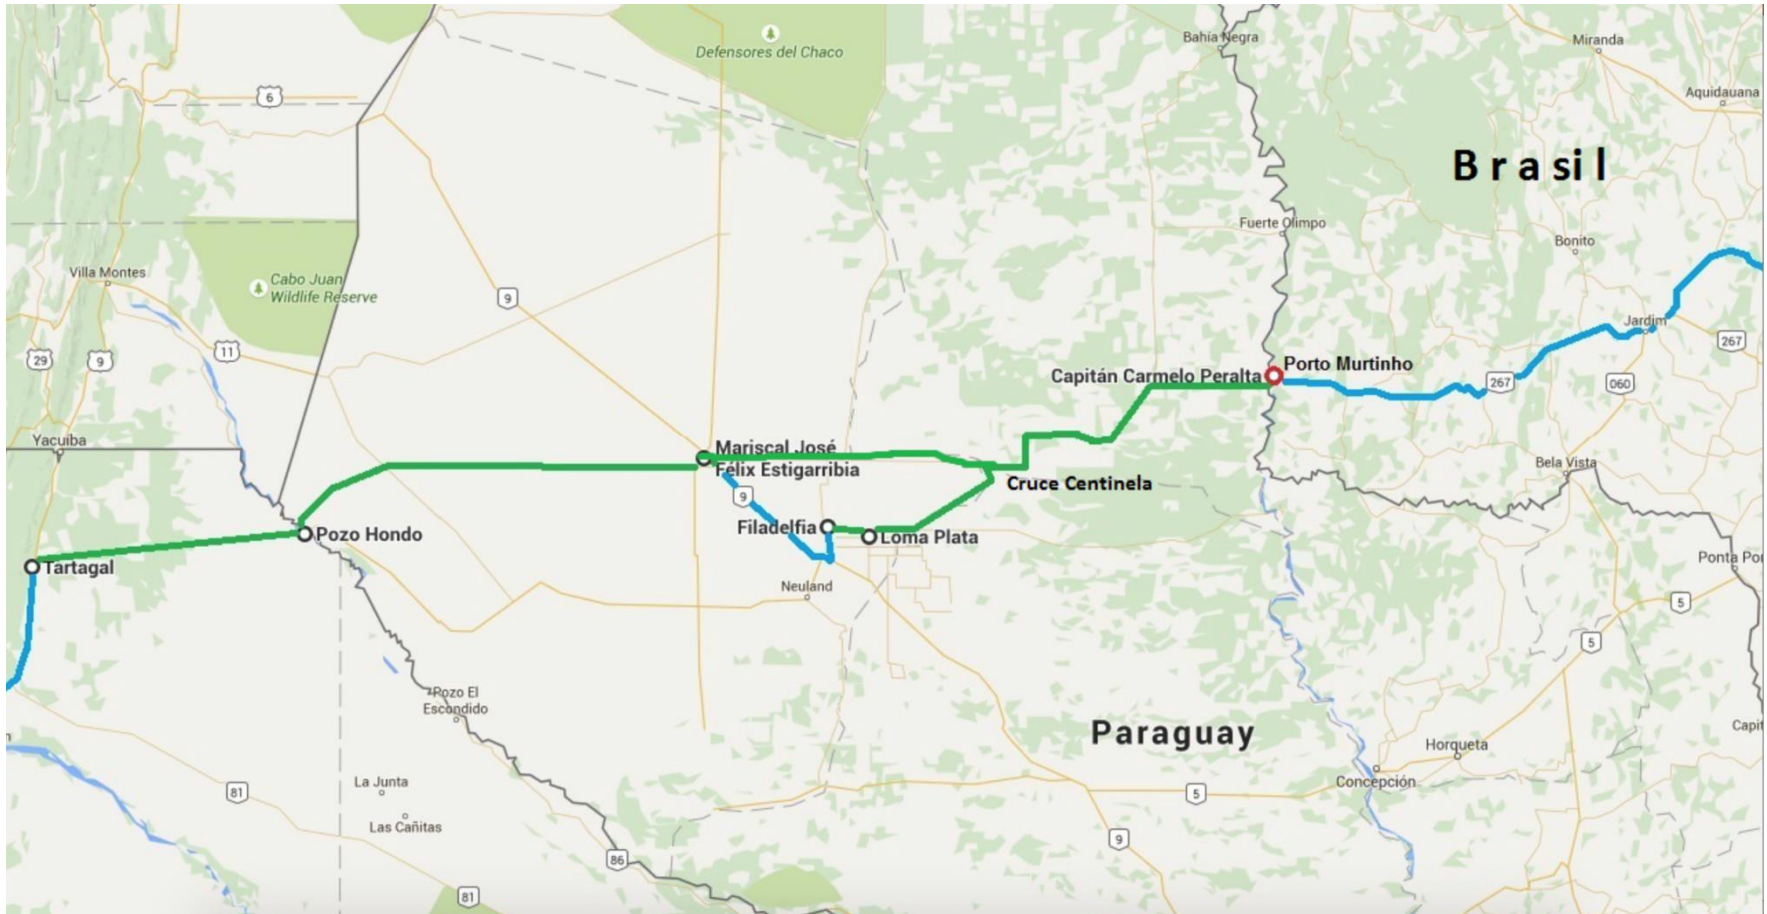 Bahía Negra
Miranda
Defensores del Chaco
Aquidauana
6
Brasil
Fuerte Olimpo
Bonito
Villa Montes
Cabo Juan
Wildlife Reserve
9
Jardim
29
9
11
267
Capitán Carmelo Peralta
Porto Murtinho
267
060
Yacuiba
Mariscal José
Félix Estigarribia
Bela Vista
9
Cruce Centinela
Pozo Hondo
Filadelfia
Loma Plata
Tartagal
Ponta Por
Neuland
5
5
Pozo El
Escondido
Capit
Paraguay
n
Horqueta
81
La Junta
5
Concepción
Las Cañitas
9
86
81